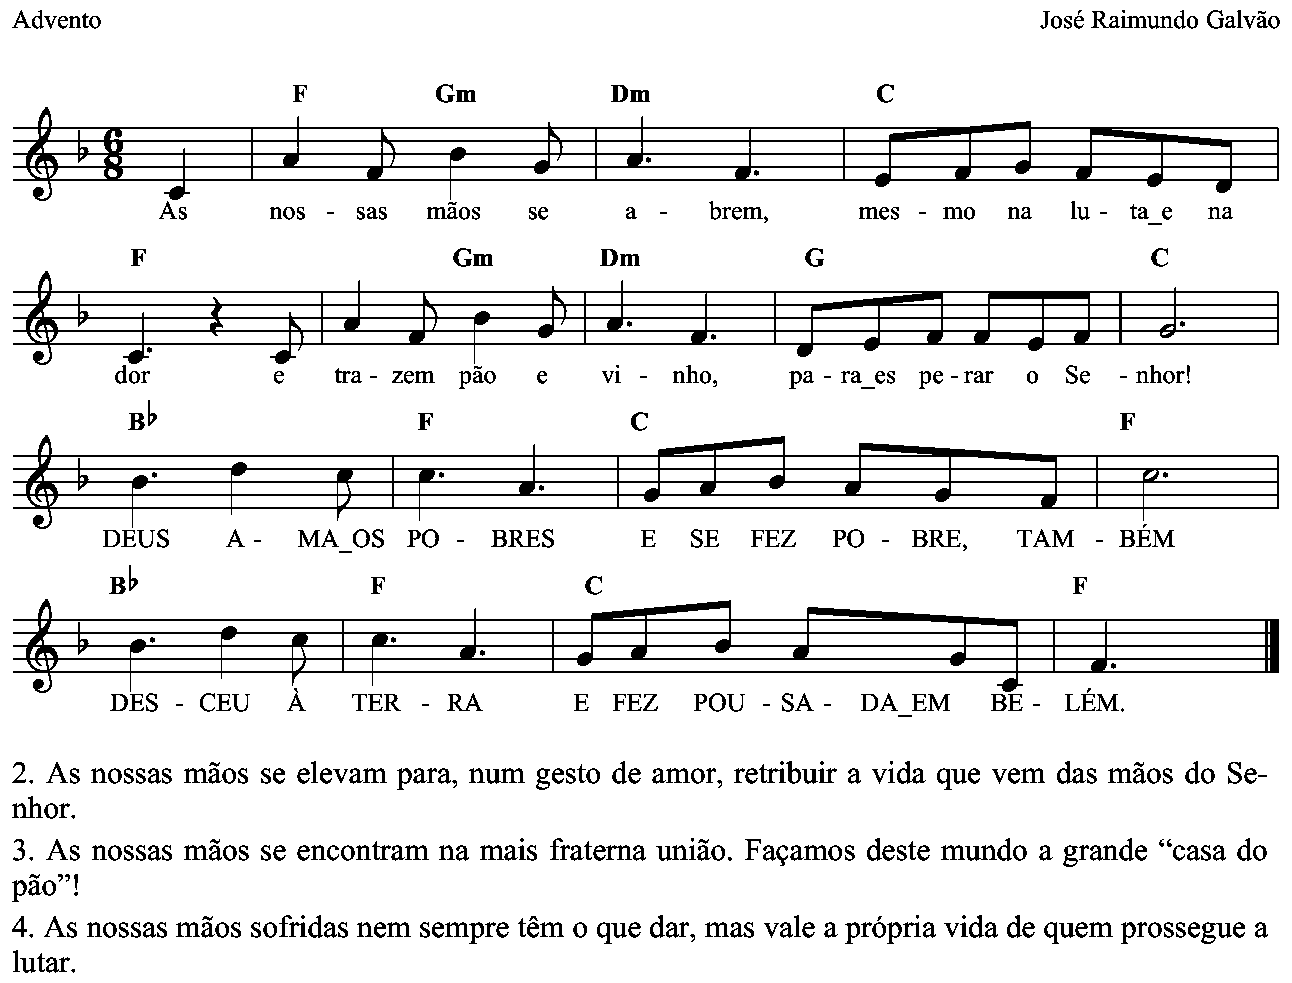 Advento José Raimundo Galvão
F Gm Dm C
6
8
As nos - sas mãos se a - brem, mes - mo na lu - ta_e na
F Gm Dm G C
dor e tra - zem pão e vi - nho, pa - ra_es pe - rar o Se - nhor!
B♭ F C F
DEUS A - MA_OS PO - BRES E SE FEZ PO - BRE, TAM - BÉM
B♭ F C F
DES - CEU À TER - RA E FEZ POU - SA - DA_EM BE - LÉM.
2. As nossas mãos se elevam para, num gesto de amor, retribuir a vida que vem das mãos do Se-
nhor.
3. As nossas mãos se encontram na mais fraterna união. Façamos deste mundo a grande “casa do
pão”!
4. As nossas mãos sofridas nem sempre têm o que dar, mas vale a própria vida de quem prossegue a
lutar.